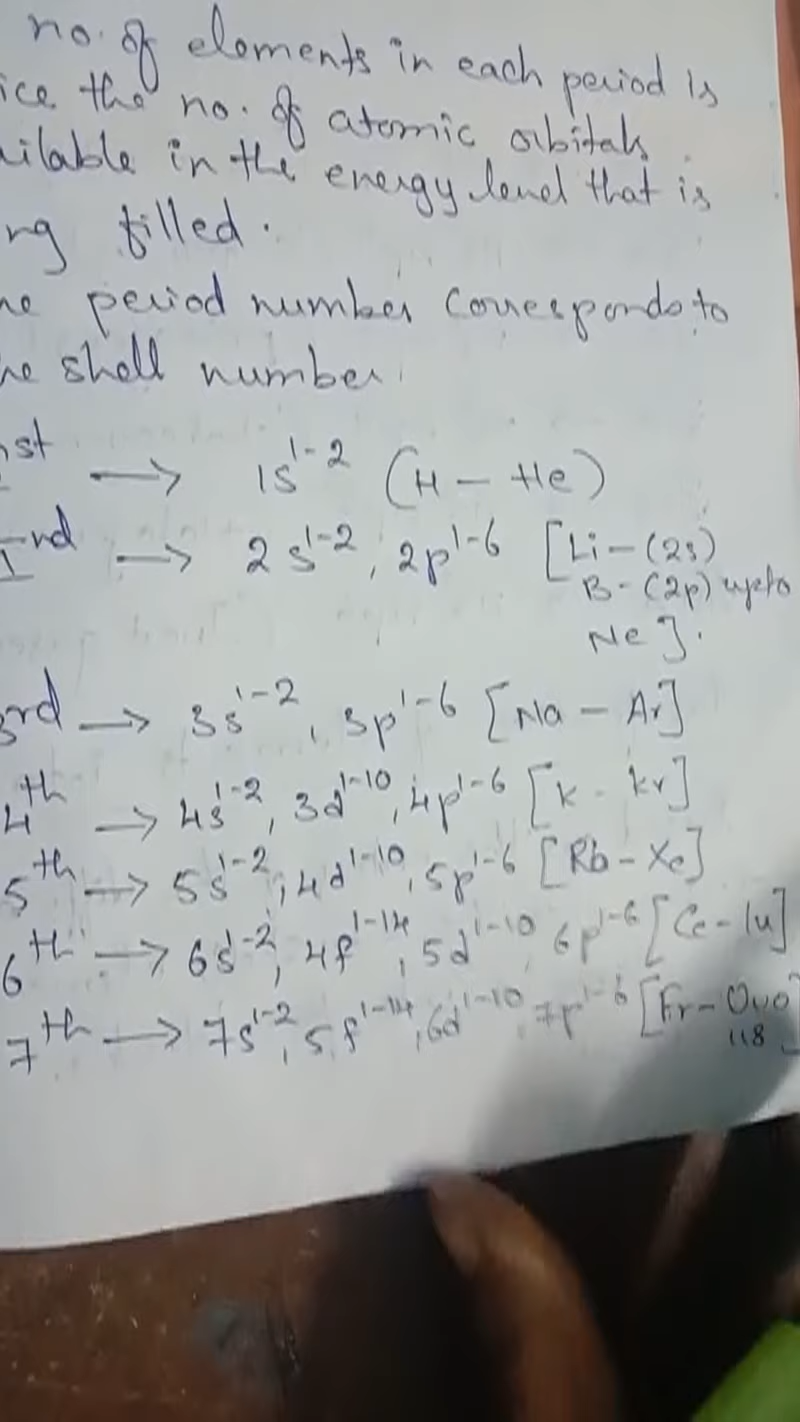 no. of elements in each period is
ice the no. of atomic orbitals
ilable in the energy level that is
ng filled.
he period number corresponds to
he shell number.
st → 1s¹⁻² (H – He)
nd → 2s¹⁻², 2p¹⁻⁶ [Li – (2s)
B - (2p) upto
Ne].
3rd → 3s¹⁻², 3p¹⁻⁶ [Na – Ar]
4th → 4s¹⁻², 3d¹⁻¹⁰, 4p¹⁻⁶ [K - Kr]
5th → 5s¹⁻², 4d¹⁻¹⁰, 5p¹⁻⁶ [Rb – Xe]
6th → 6s¹⁻², 4f¹⁻¹⁴, 5d¹⁻¹⁰, 6p¹⁻⁶ [Ce – Lu]
7th → 7s¹⁻², 5f¹⁻¹⁴, 6d¹⁻¹⁰, 7p¹⁻⁶ [Fr – Ouo
118 ]